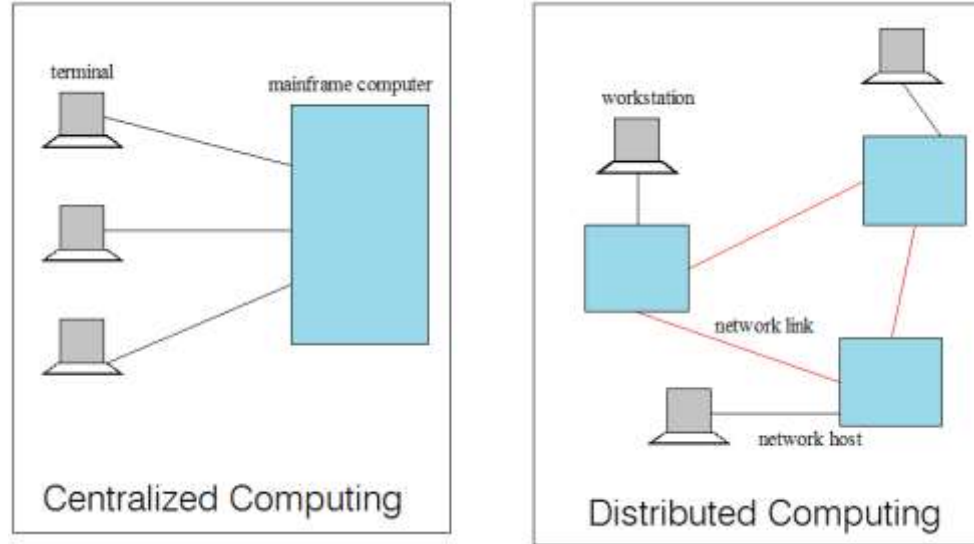 terminal
mainframe computer
Centralized Computing
workstation
network link
network host
Distributed Computing